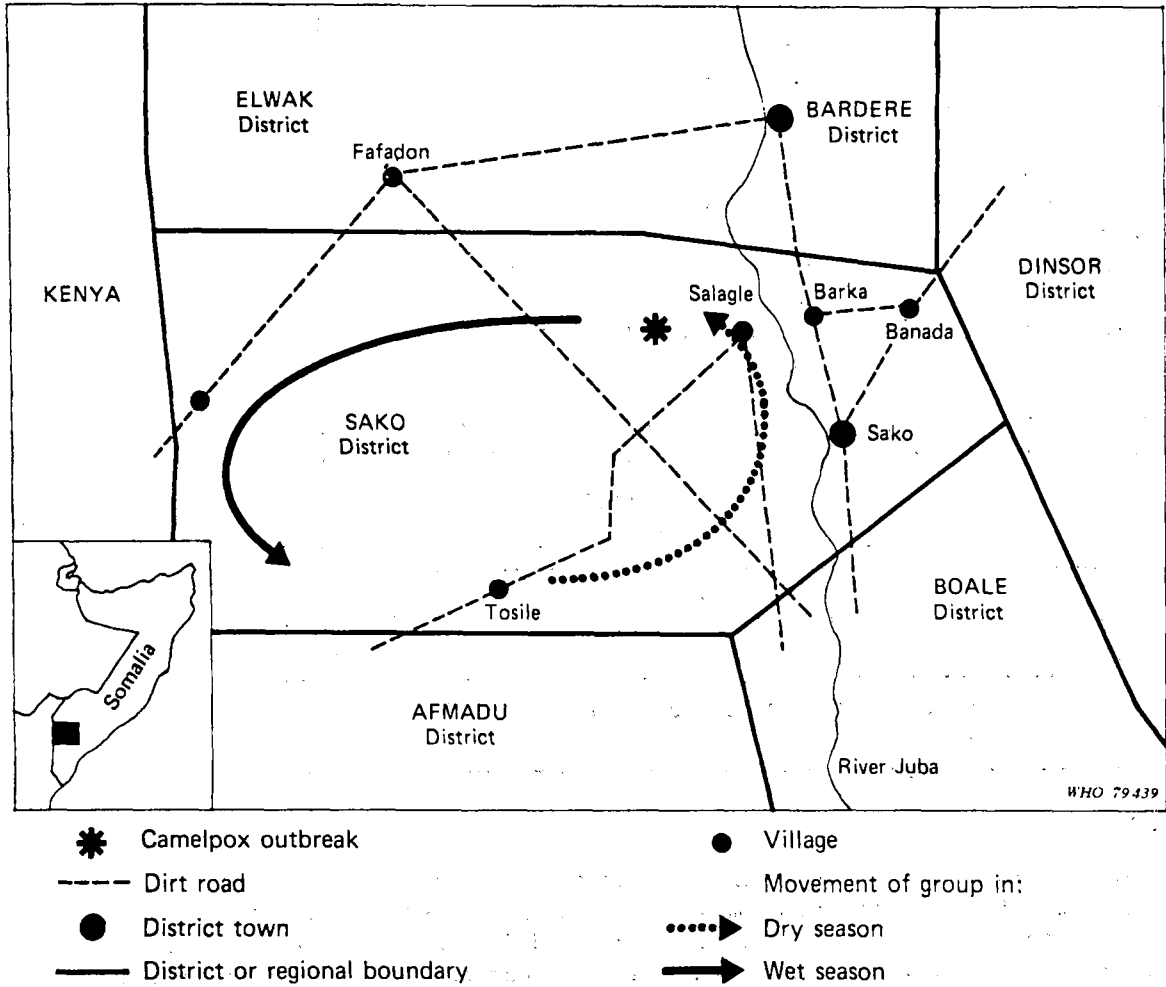 ELWAK
District
Fafadon
BARDERE
District
KENYA
Salagle
Barka
Banada
DINSOR
District
SAKO
District
Sako
Tosile
BOALE
District
Somalia
AFMADU
District
River Juba
WHO 79439
Camelpox outbreak
Dirt road
District town
District or regional boundary
Village
Movement of group in:
Dry season
Wet season